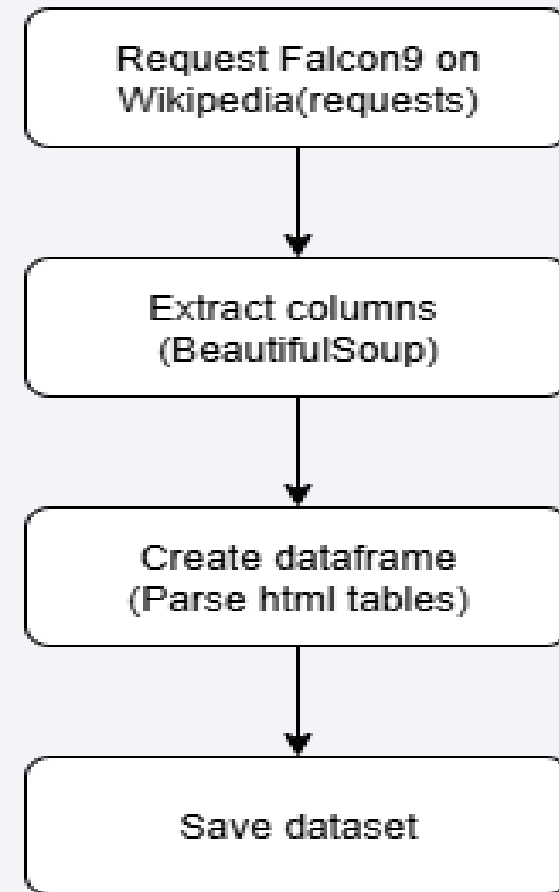 Request Falcon9 on
Wikipedia(requests)
Extract columns
(BeautifulSoup)
Create dataframe
(Parse html tables)
Save dataset